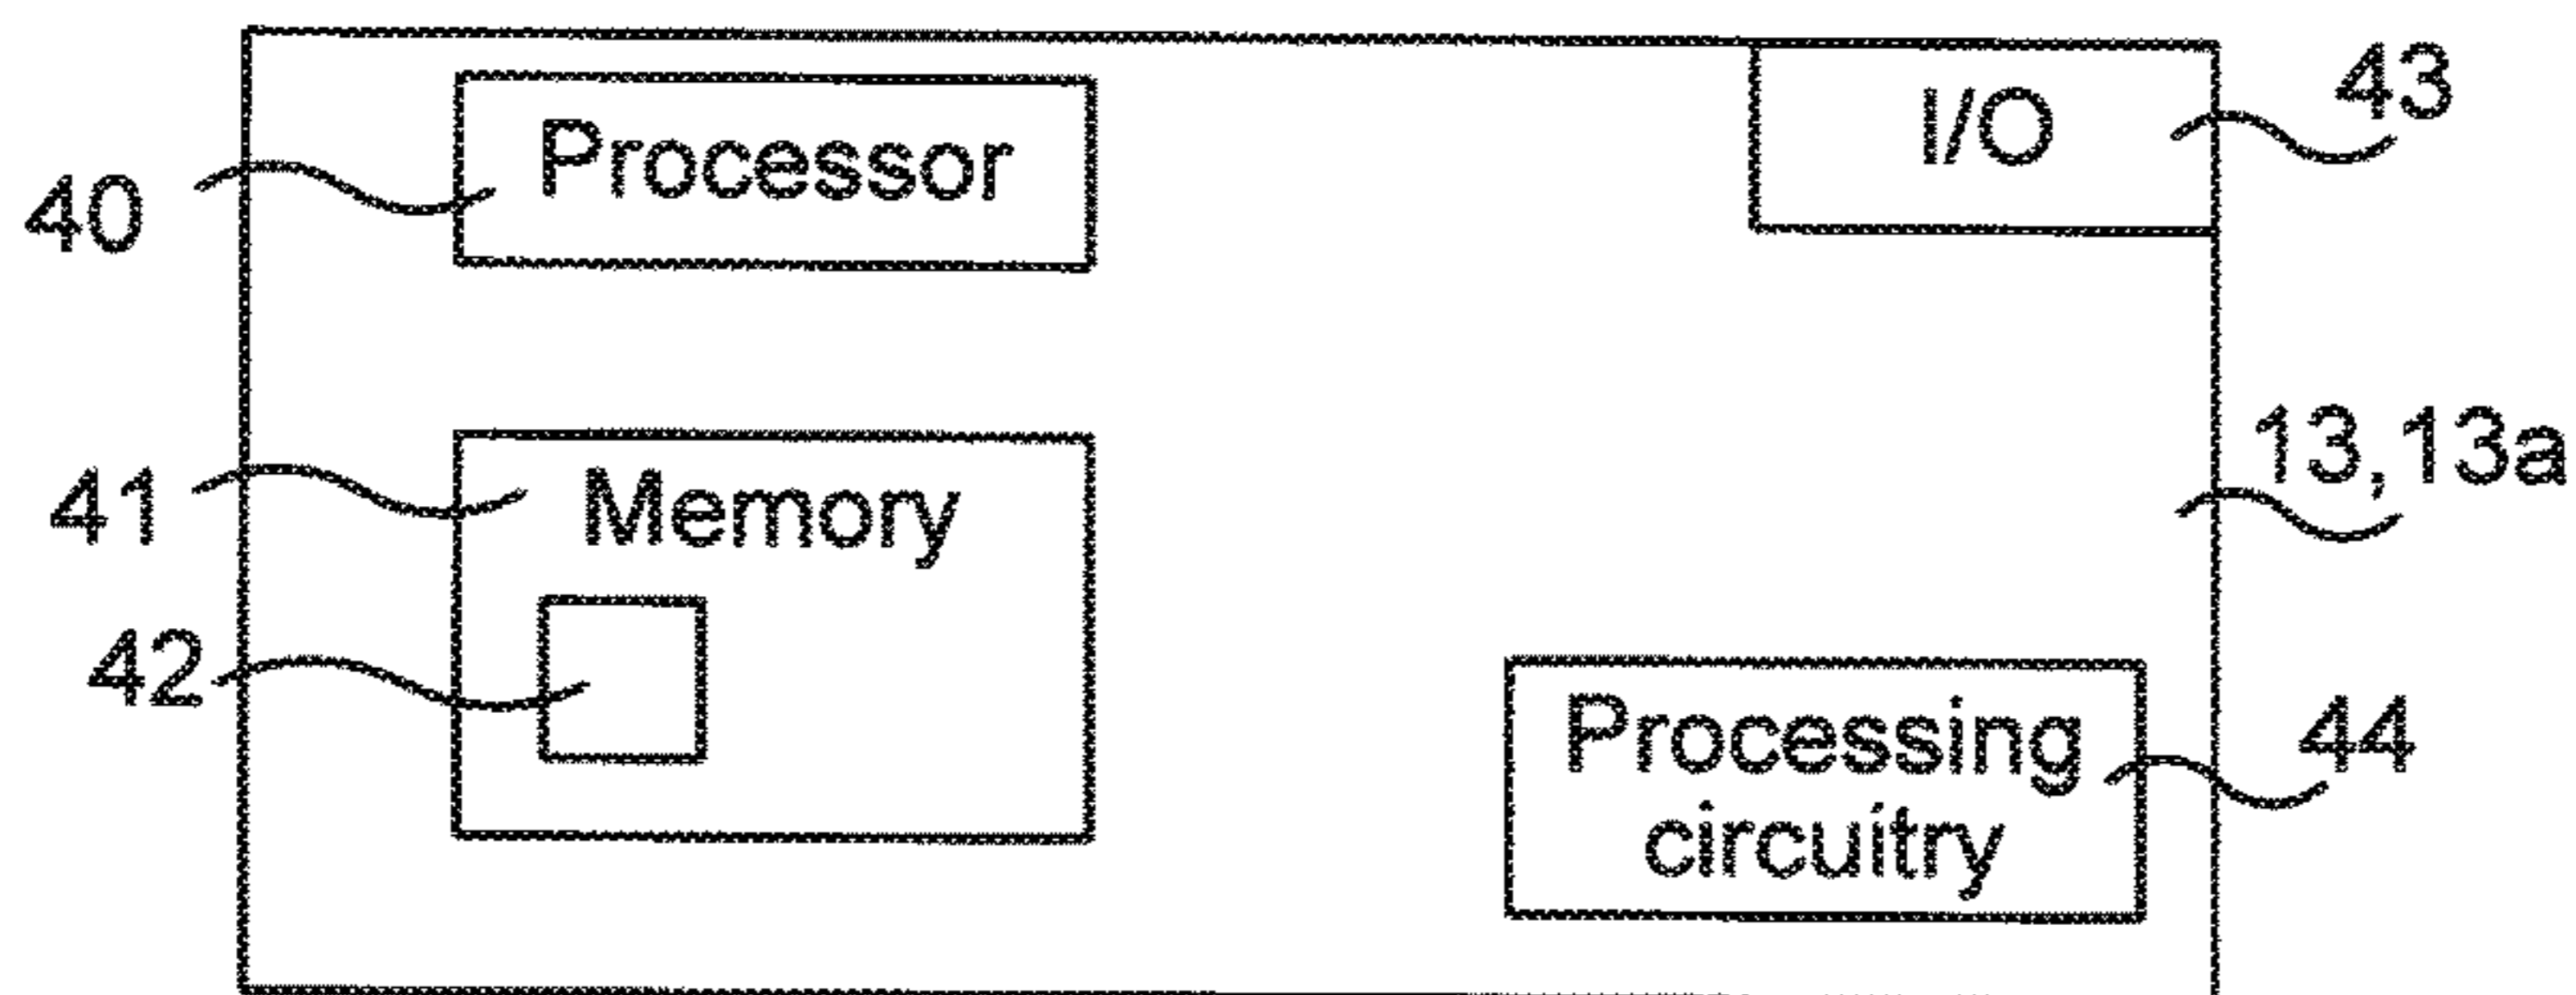 Processor
I/O
43
40
13,13a
41
Memory
42
Processing
circuitry
44